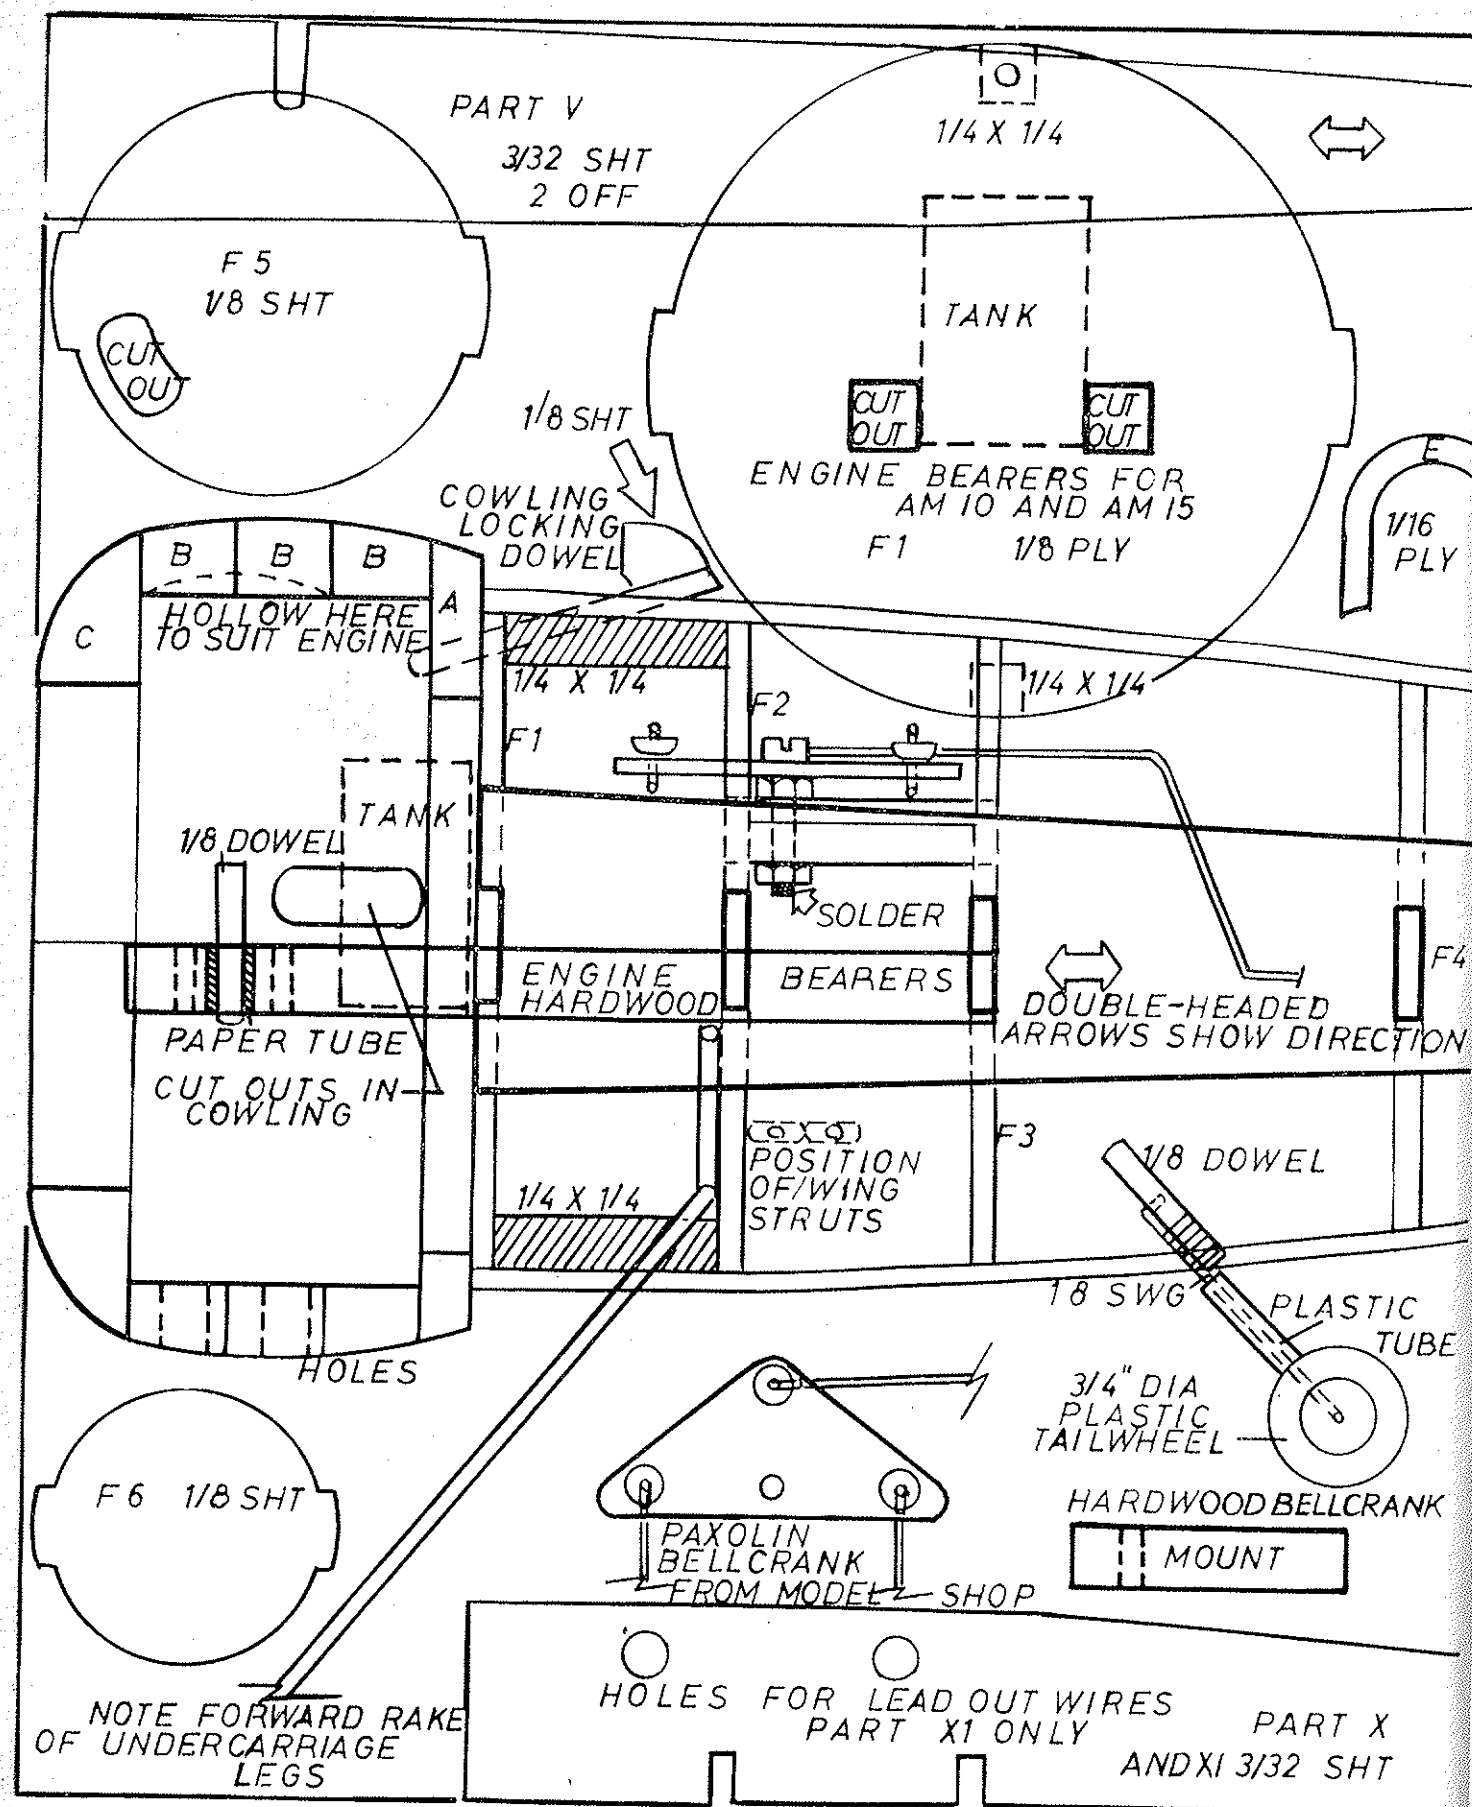 PART V
3/32 SHT
2 OFF
1/4 X 1/4
F 5
1/8 SHT
CUT
OUT
TANK
CUT
OUT
CUT
OUT
ENGINE BEARERS FOR
AM 10 AND AM 15
F 1 1/8 PLY
E
1/16
PLY
1/8 SHT
COWLING
LOCKING
DOWEL
B B B
A
C
HOLLOW HERE
TO SUIT ENGINE
1/4 X 1/4
1/4 X 1/4
F1
F2
TANK
1/8 DOWEL
SOLDER
ENGINE BEARERS
HARDWOOD
F4
DOUBLE-HEADED
ARROWS SHOW DIRECTION
PAPER TUBE
CUT OUTS IN
COWLING
F3
POSITION
OF/WING
STRUTS
1/4 X 1/4
1/8 DOWEL
18 SWG
PLASTIC
TUBE
HOLES
3/4" DIA
PLASTIC
TAILWHEEL
F 6 1/8 SHT
HARDWOOD BELLCRANK
MOUNT
PAXOLIN
BELLCRANK
FROM MODEL SHOP
HOLES FOR LEAD OUT WIRES
PART X1 ONLY
PART X
AND XI 3/32 SHT
NOTE FORWARD RAKE
OF UNDERCARRIAGE
LEGS